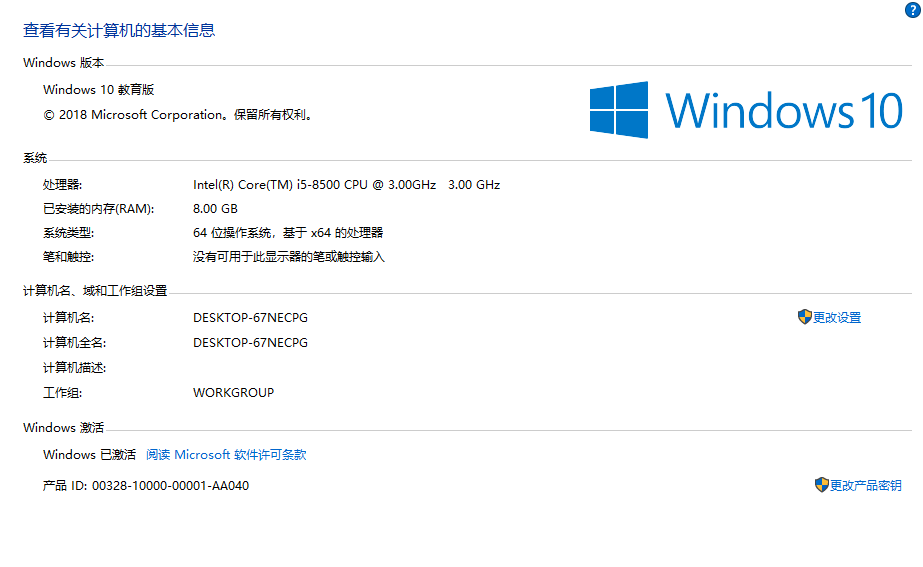 ?
查看有关计算机的基本信息
Windows 版本
Windows 10 教育版
© 2018 Microsoft Corporation。保留所有权利。
Windows 10
系统
处理器: Intel(R) Core(TM) i5-8500 CPU @ 3.00GHz 3.00 GHz
已安装的内存(RAM): 8.00 GB
系统类型: 64 位操作系统，基于 x64 的处理器
笔和触控: 没有可用于此显示器的笔或触控输入
计算机名、域和工作组设置
计算机名: DESKTOP-67NECPG 更改设置
计算机全名: DESKTOP-67NECPG
计算机描述:
工作组: WORKGROUP
Windows 激活
Windows 已激活 阅读 Microsoft 软件许可条款
产品 ID: 00328-10000-00001-AA040 更改产品密钥